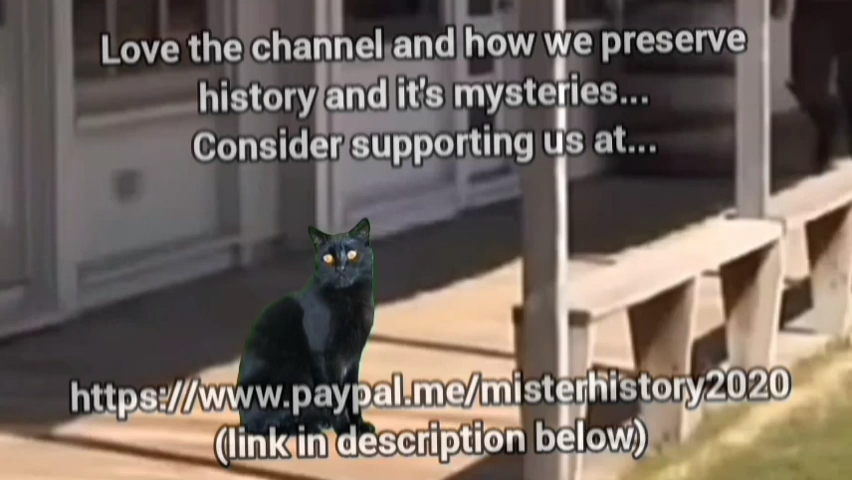 Love the channel and how we preserve
history and it's mysteries...
Consider supporting us at...
https://www.paypal.me/misterhistory2020
(link in description below)